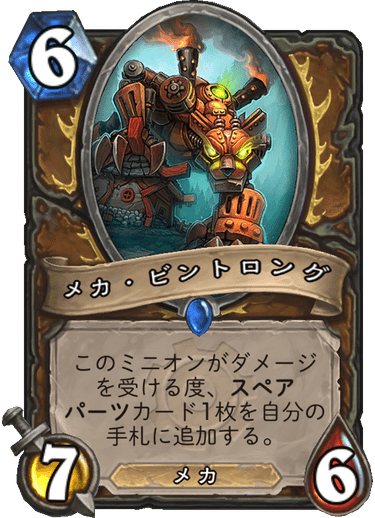 6
メカ・ビントロング
このミニオンがダメージ
を受ける度、スペア
パーツカード1枚を自分の
手札に追加する。
メカ
7
6